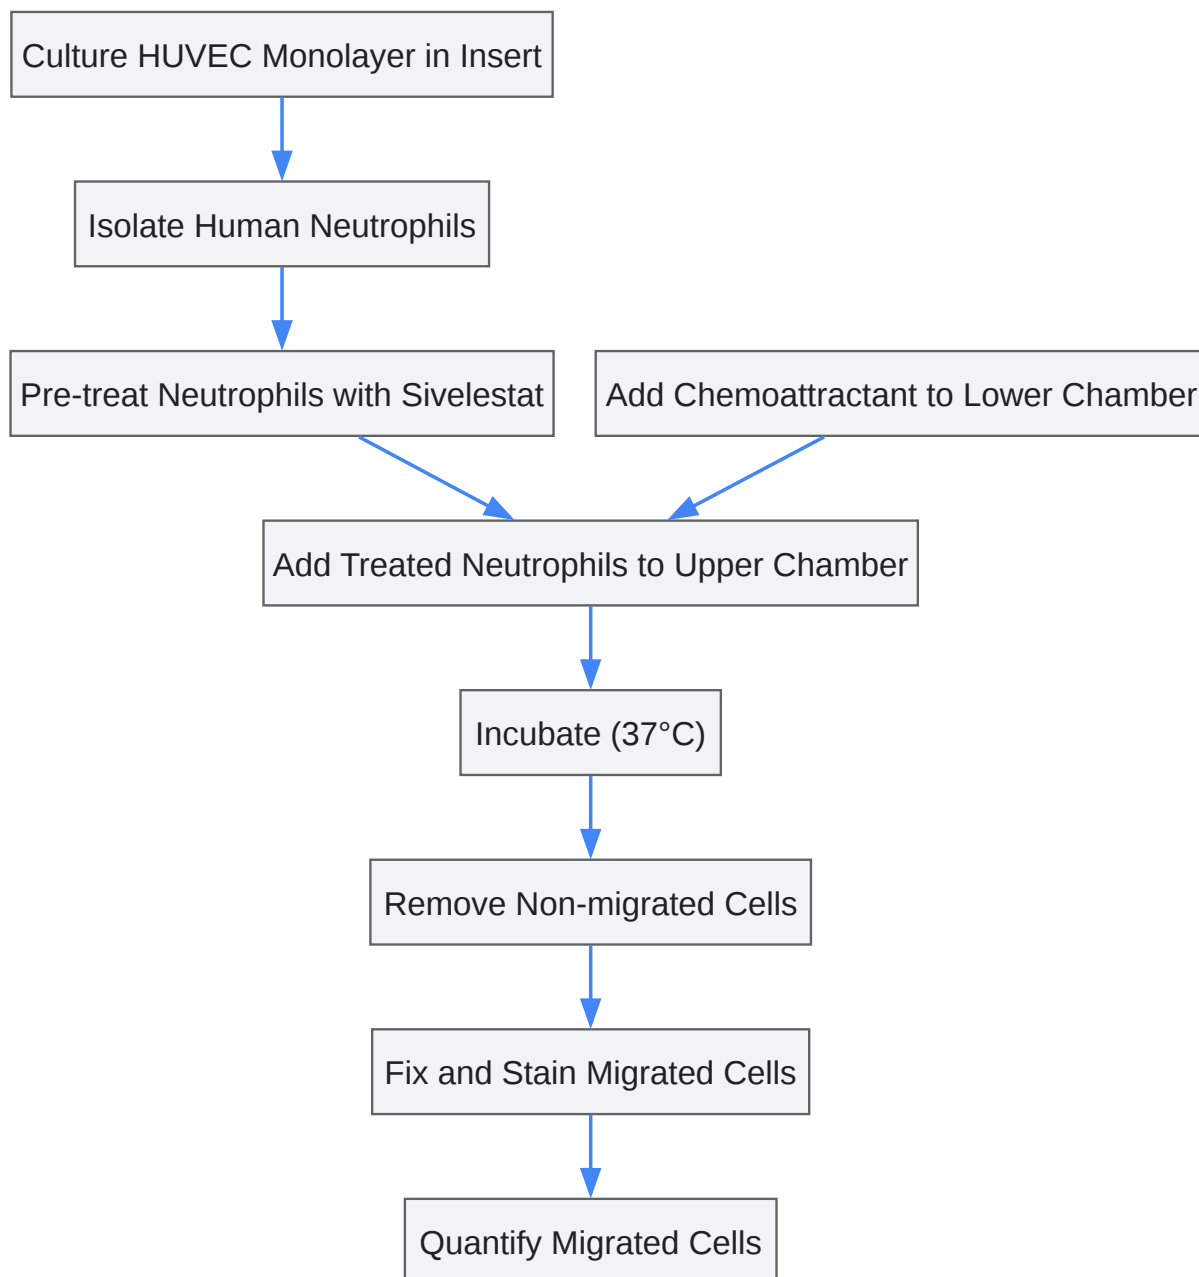 Culture HUVEC Monolayer in Insert
Isolate Human Neutrophils
Pre-treat Neutrophils with Sivelestat
Add Chemoattractant to Lower Chamber
Add Treated Neutrophils to Upper Chamber
Incubate (37°C)
Remove Non-migrated Cells
Fix and Stain Migrated Cells
Quantify Migrated Cells